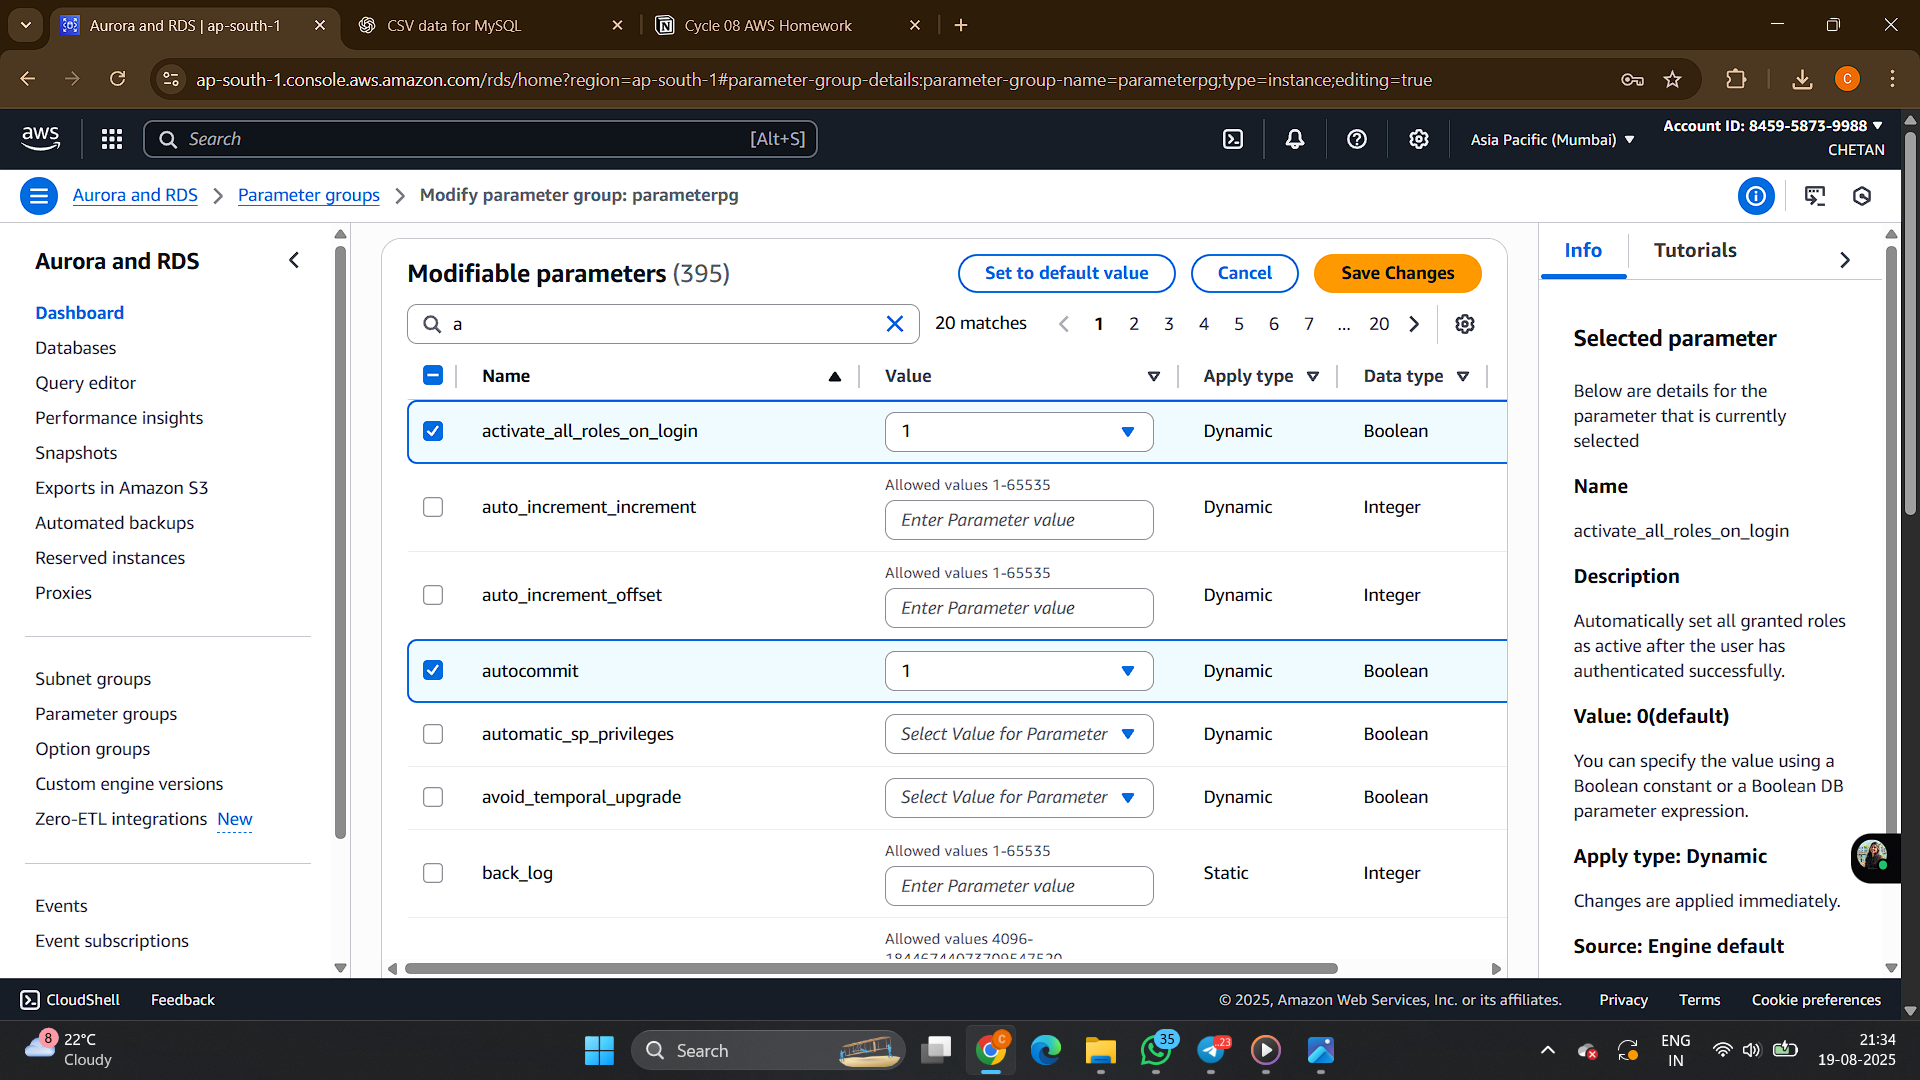 Aurora and RDS | ap-south-1
CSV data for MySQL
Cycle 08 AWS Homework
ap-south-1.console.aws.amazon.com/rds/home?region=ap-south-1#parameter-group-details:parameter-group-name=parameterpg;type=instance;editing=true
C
aws
Search
[Alt+S]
Asia Pacific (Mumbai)
Account ID: 8459-5873-9988
CHETAN
Aurora and RDS
Parameter groups
Modify parameter group: parameterpg
Aurora and RDS
Dashboard
Databases
Query editor
Performance insights
Snapshots
Exports in Amazon S3
Automated backups
Reserved instances
Proxies
Subnet groups
Parameter groups
Option groups
Custom engine versions
Zero-ETL integrations New
Events
Event subscriptions
Modifiable parameters (395)
Set to default value
Cancel
Save Changes
a
20 matches
1 2 3 4 5 6 7 ... 20
Name Value Apply type Data type
activate_all_roles_on_login 1 Dynamic Boolean
Allowed values 1-65535
auto_increment_increment Enter Parameter value Dynamic Integer
Allowed values 1-65535
auto_increment_offset Enter Parameter value Dynamic Integer
autocommit 1 Dynamic Boolean
automatic_sp_privileges Select Value for Parameter Dynamic Boolean
avoid_temporal_upgrade Select Value for Parameter Dynamic Boolean
Allowed values 1-65535
back_log Enter Parameter value Static Integer
Allowed values 4096-
18446744073709547520
Info
Tutorials
Selected parameter
Below are details for the
parameter that is currently
selected
Name
activate_all_roles_on_login
Description
Automatically set all granted roles
as active after the user has
authenticated successfully.
Value: 0(default)
You can specify the value using a
Boolean constant or a Boolean DB
parameter expression.
Apply type: Dynamic
Changes are applied immediately.
Source: Engine default
CloudShell
Feedback
© 2025, Amazon Web Services, Inc. or its affiliates.
Privacy
Terms
Cookie preferences
8
22°C
Cloudy
Search
C
35
23
ENG
IN
21:34
19-08-2025